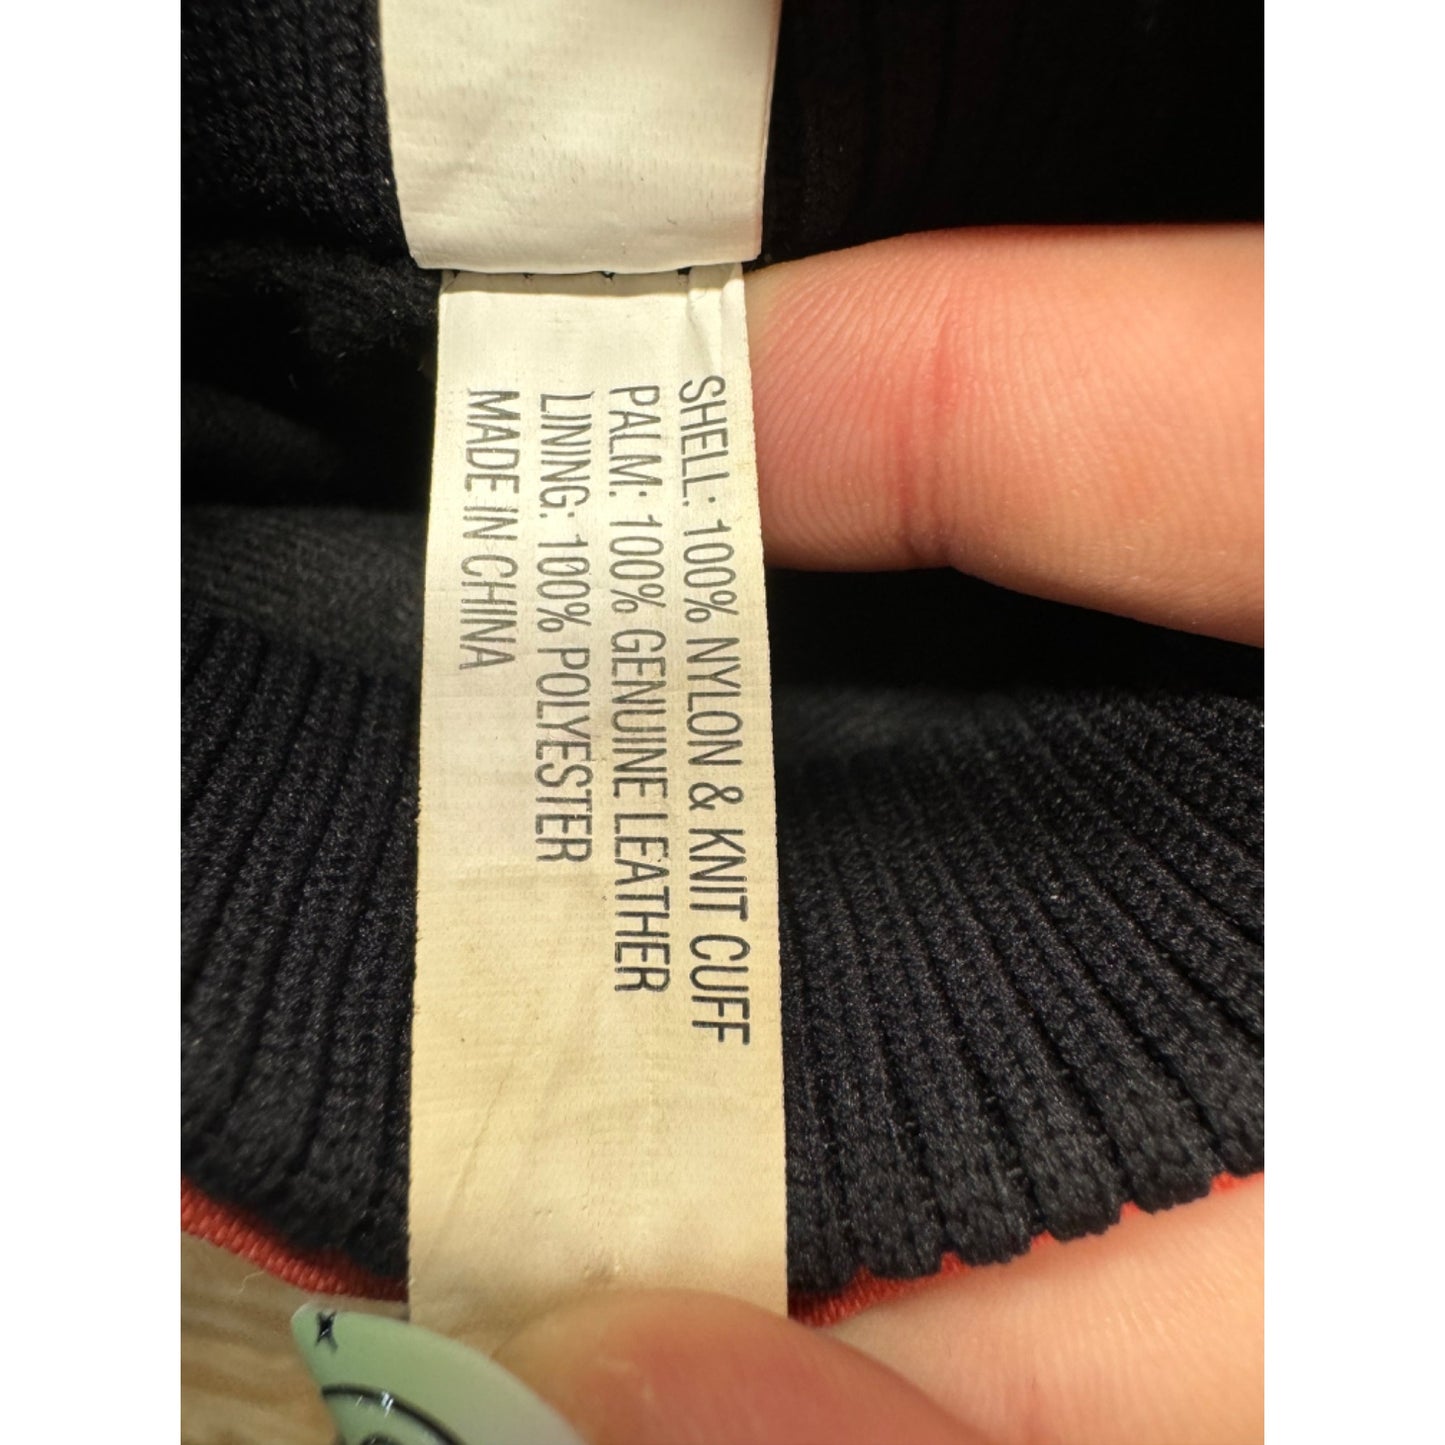 SHELL: 100% NYLON & KNIT CUFF
PALM: 100% GENUINE LEATHER
LINING: 100% POLYESTER
MADE IN CHINA